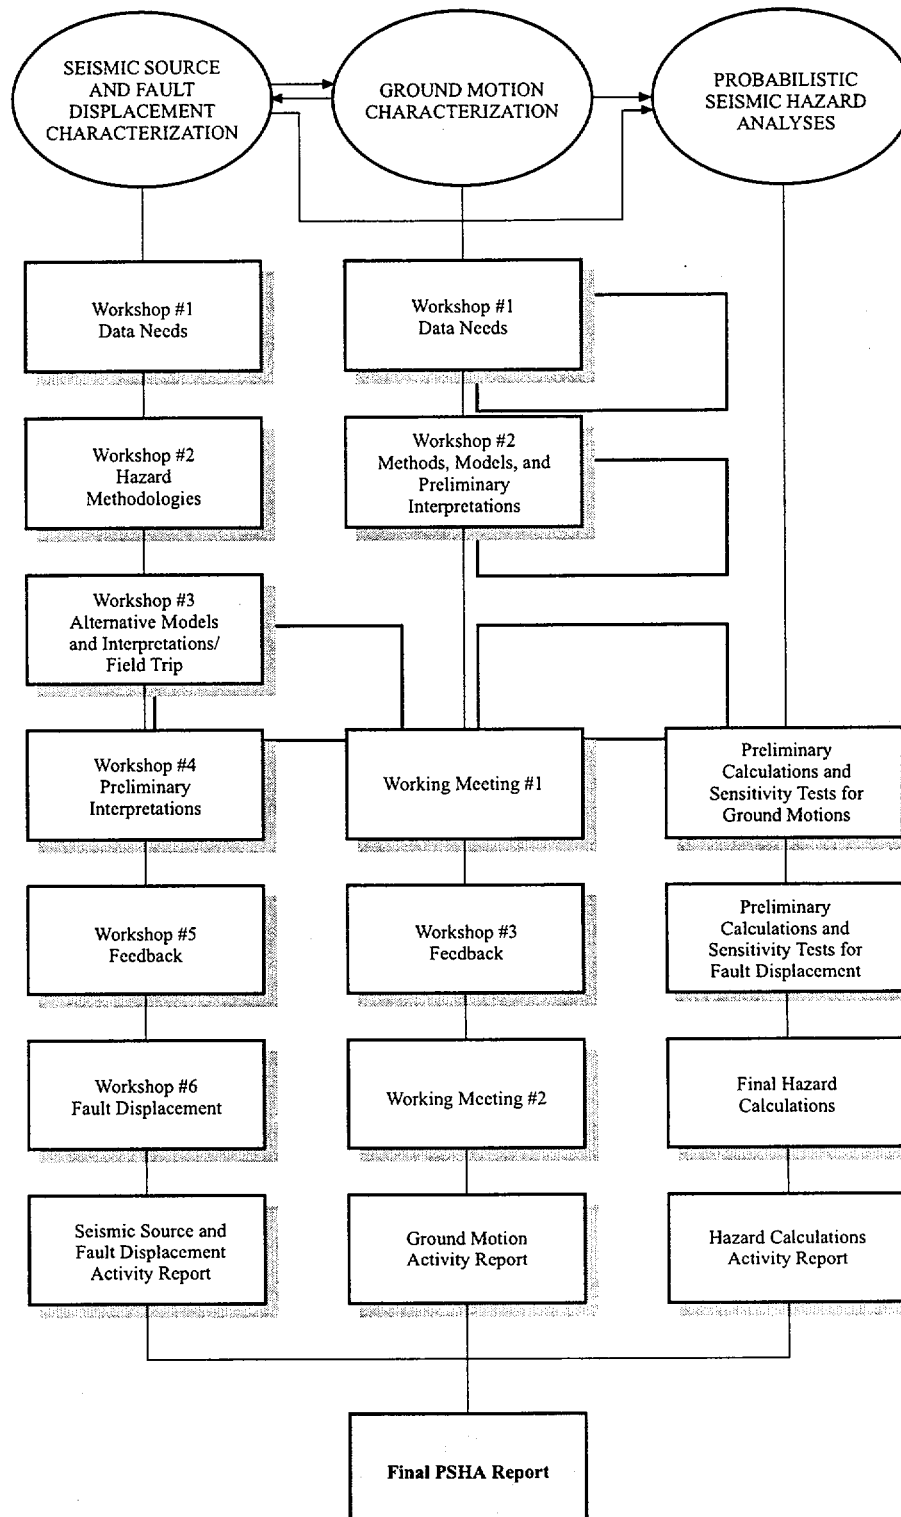 SEISMIC SOURCE
AND FAULT
DISPLACEMENT
CHARACTERIZATION
GROUND MOTION
CHARACTERIZATION
PROBABILISTIC
SEISMIC HAZARD
ANALYSES
Workshop #1
Data Needs
Workshop #2
Hazard
Methodologies
Workshop #3
Alternative Models
and Interpretations/
Field Trip
Workshop #4
Preliminary
Interpretations
Workshop #5
Feedback
Workshop #6
Fault Displacement
Seismic Source and
Fault Displacement
Activity Report
Workshop #1
Data Needs
Workshop #2
Methods, Models, and
Preliminary
Interpretations
Working Meeting #1
Workshop #3
Feedback
Working Meeting #2
Ground Motion
Activity Report
Preliminary
Calculations and
Sensitivity Tests for
Ground Motions
Preliminary
Calculations and
Sensitivity Tests for
Fault Displacement
Final Hazard
Calculations
Hazard Calculations
Activity Report
Final PSHA Report